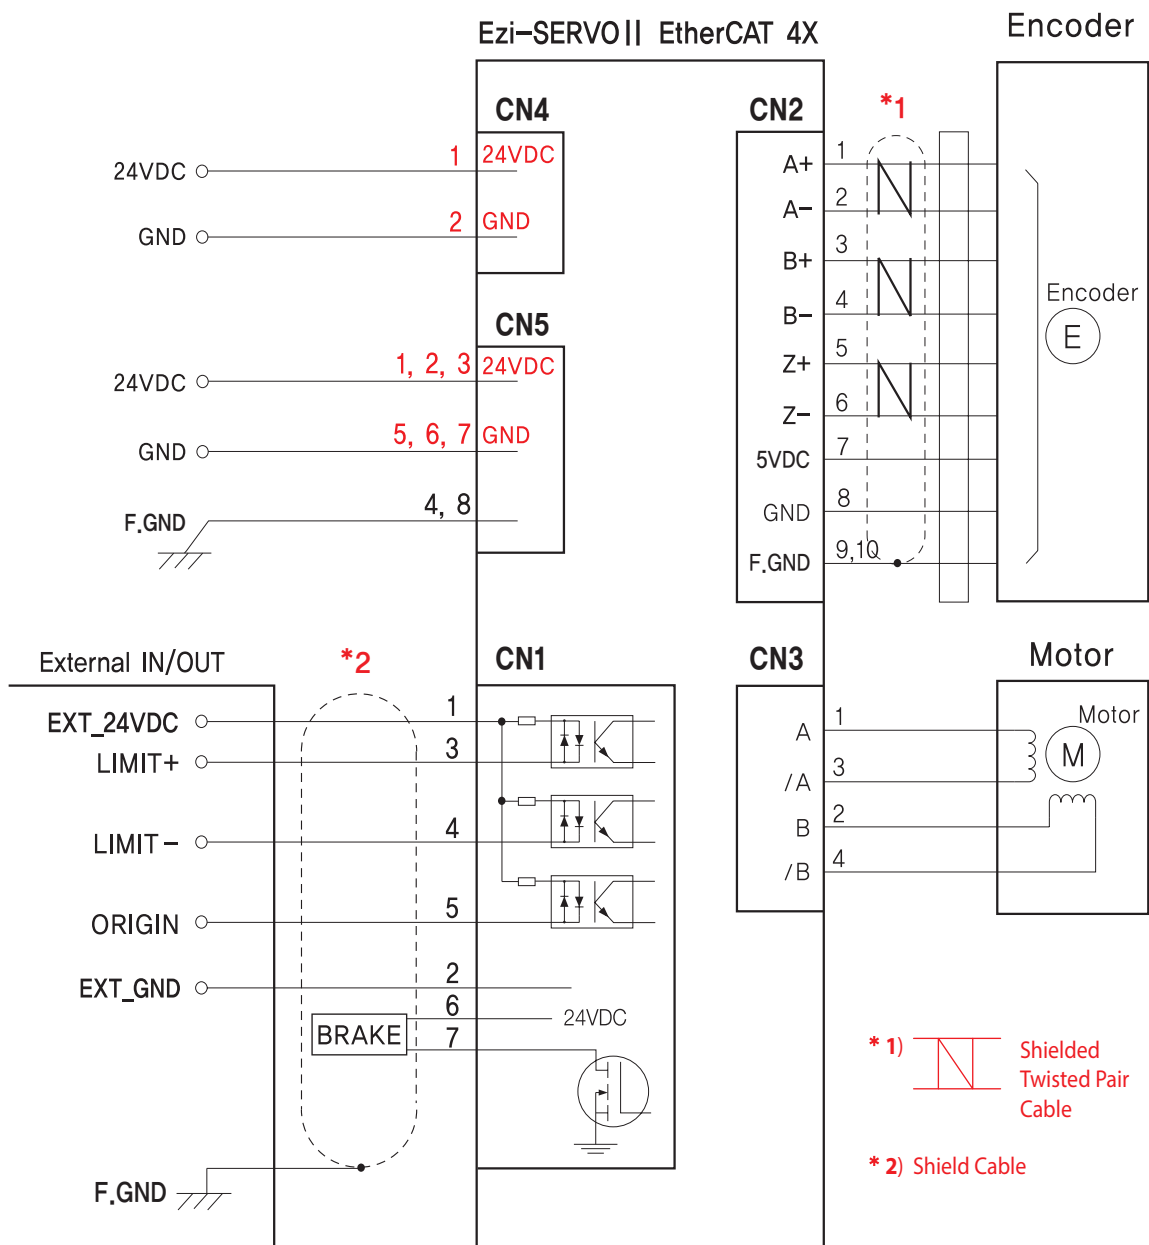 Ezi-SERVOII EtherCAT 4X
Encoder
CN4
1 24VDC
24VDC
2 GND
GND
CN5
1, 2, 3 24VDC
24VDC
5, 6, 7 GND
GND
4, 8
F.GND
CN2
*1
A+ 1
A- 2
B+ 3
B- 4
Z+ 5
Z- 6
5VDC 7
GND 8
F.GND 9,10
Encoder
E
External IN/OUT
*2
CN1
EXT_24VDC 1
LIMIT+ 3
LIMIT- 4
ORIGIN 5
EXT_GND 2
BRAKE
6 24VDC
7
F.GND
CN3
Motor
A 1
/A 3
B 2
/B 4
Motor
M
* 1) Shielded
Twisted Pair
Cable
* 2) Shield Cable